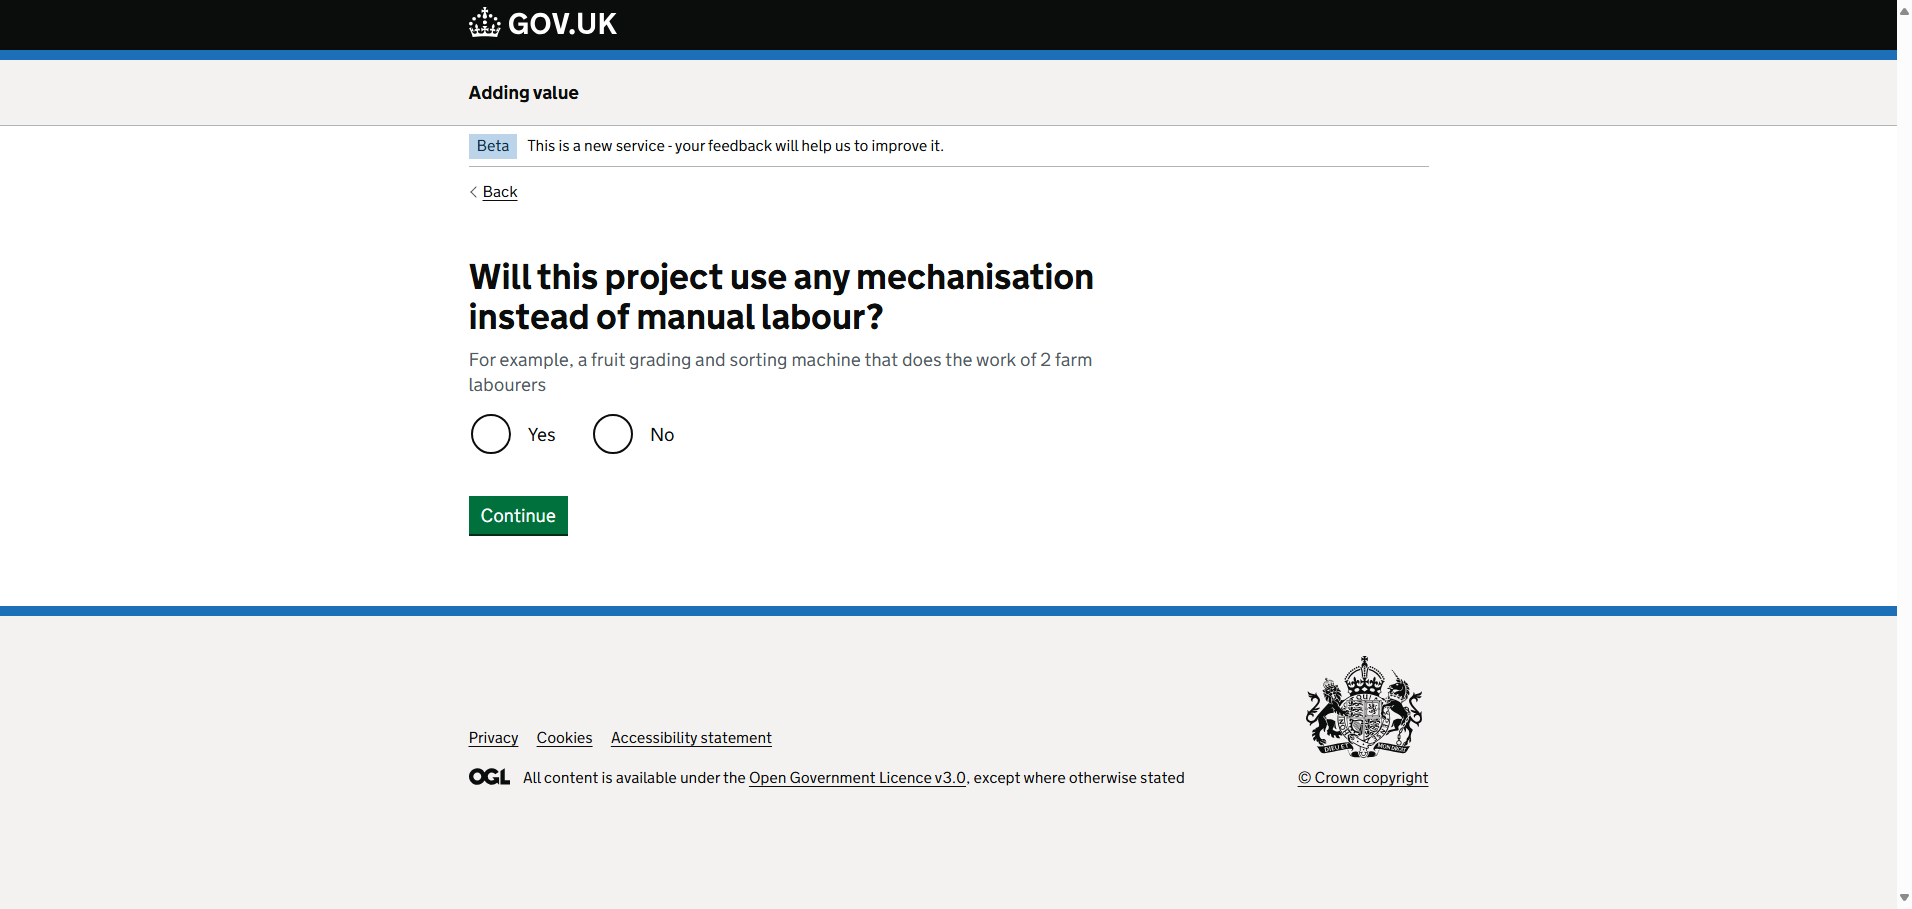 GOV.UK
Adding value
Beta This is a new service - your feedback will help us to improve it.
Back
Will this project use any mechanisation
instead of manual labour?
For example, a fruit grading and sorting machine that does the work of 2 farm
labourers
Yes No
Continue
Privacy Cookies Accessibility statement
OGL All content is available under the Open Government Licence v3.0, except where otherwise stated
© Crown copyright